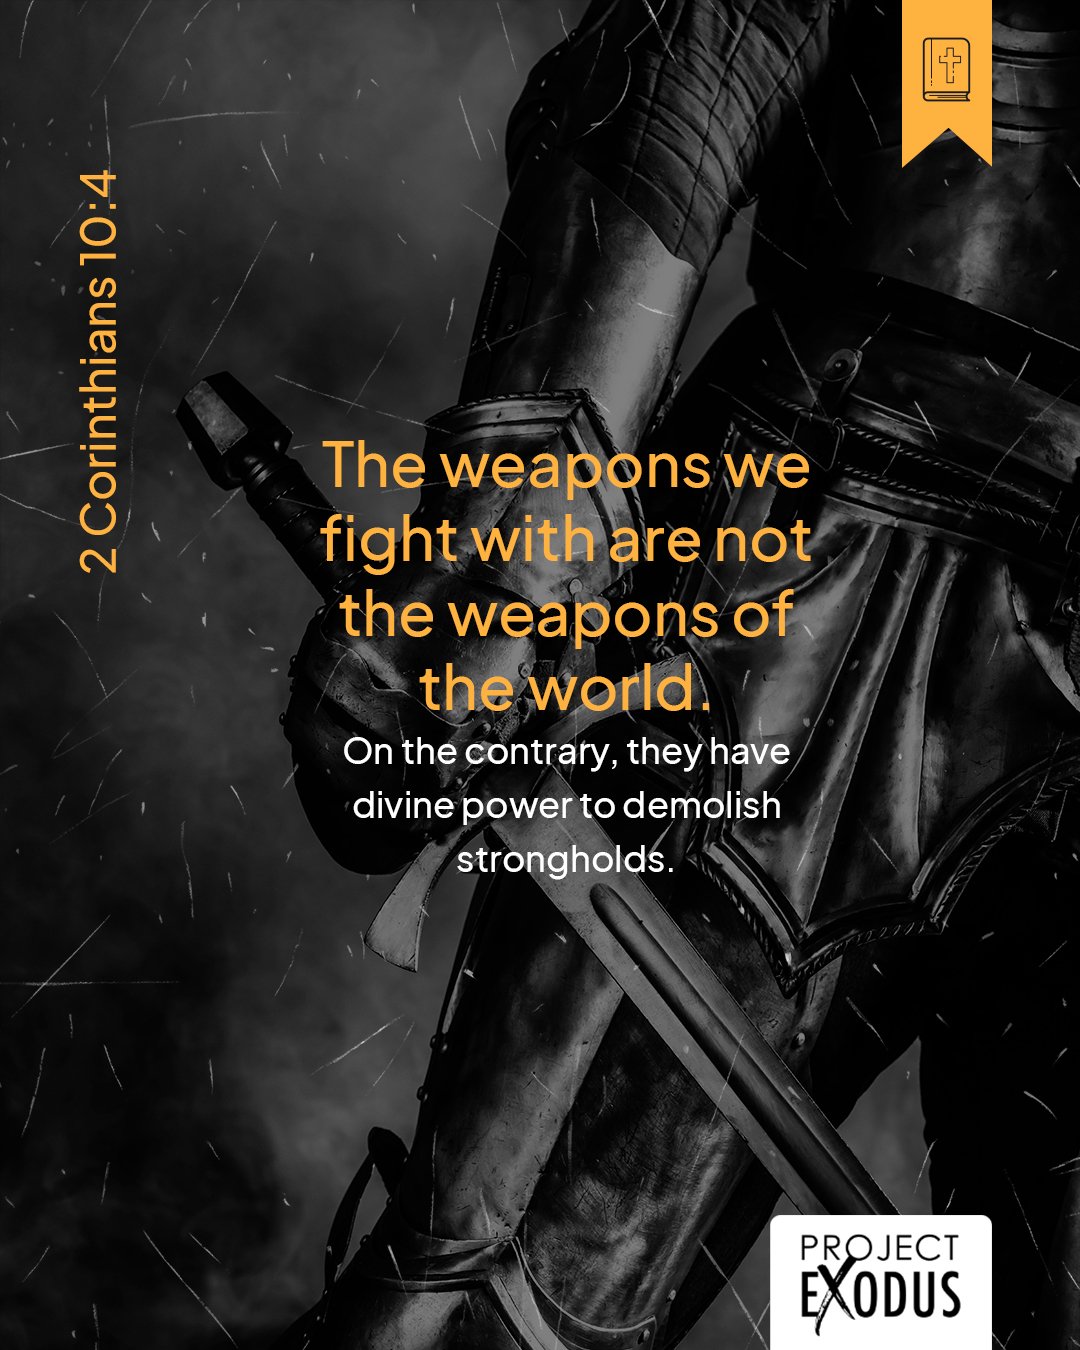 2 Corinthians 10:4
The weapons we
fight with are not
the weapons of
the world.
On the contrary, they have
divine power to demolish
strongholds.
PROJECT
EXODUS